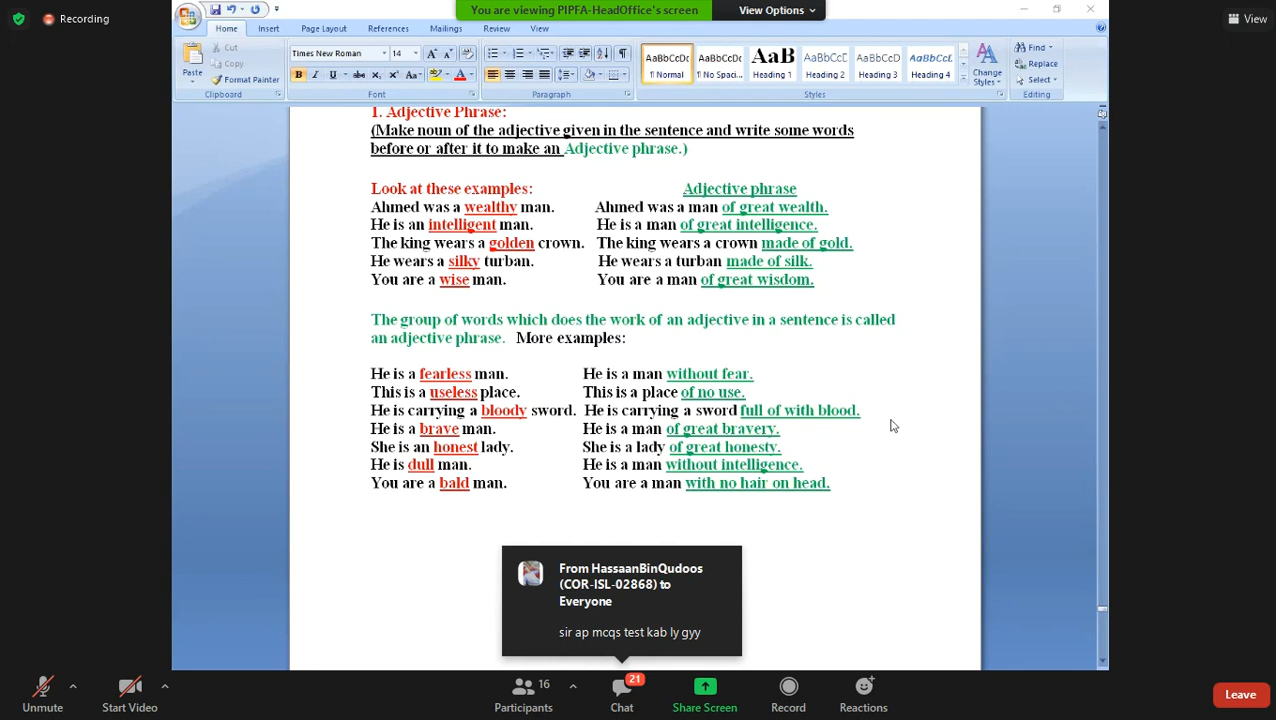 You are viewing PIPFA-HeadOffice's screen
View Options
Recording
View
Home
Insert
Page Layout
References
Mailings
Review
View
Paste
Cut
Copy
Format Painter
Clipboard
Times New Roman
14
Font
Paragraph
AaBbCcDc
¶ Normal
AaBbCcDc
¶ No Spaci...
AaB
Heading 1
AaBbCcDd
Heading 2
AaBbCcDd
Heading 3
AaBbCcDd
Heading 4
Change
Styles
Styles
Find
Replace
Select
Editing
1. Adjective Phrase:
(Make noun of the adjective given in the sentence and write some words
before or after it to make an Adjective phrase.)
Look at these examples: Adjective phrase
Ahmed was a wealthy man. Ahmed was a man of great wealth.
He is an intelligent man. He is a man of great intelligence.
The king wears a golden crown. The king wears a crown made of gold.
He wears a silky turban. He wears a turban made of silk.
You are a wise man. You are a man of great wisdom.
The group of words which does the work of an adjective in a sentence is called
an adjective phrase. More examples:
He is a fearless man. He is a man without fear.
This is a useless place. This is a place of no use.
He is carrying a bloody sword. He is carrying a sword full of with blood.
He is a brave man. He is a man of great bravery.
She is an honest lady. She is a lady of great honesty.
He is dull man. He is a man without intelligence.
You are a bald man. You are a man with no hair on head.
From HassaanBinQudoos
(COR-ISL-02868) to
Everyone
sir ap mcqs test kab ly gyy
Unmute
Start Video
16
Participants
21
Chat
Share Screen
Record
Reactions
Leave